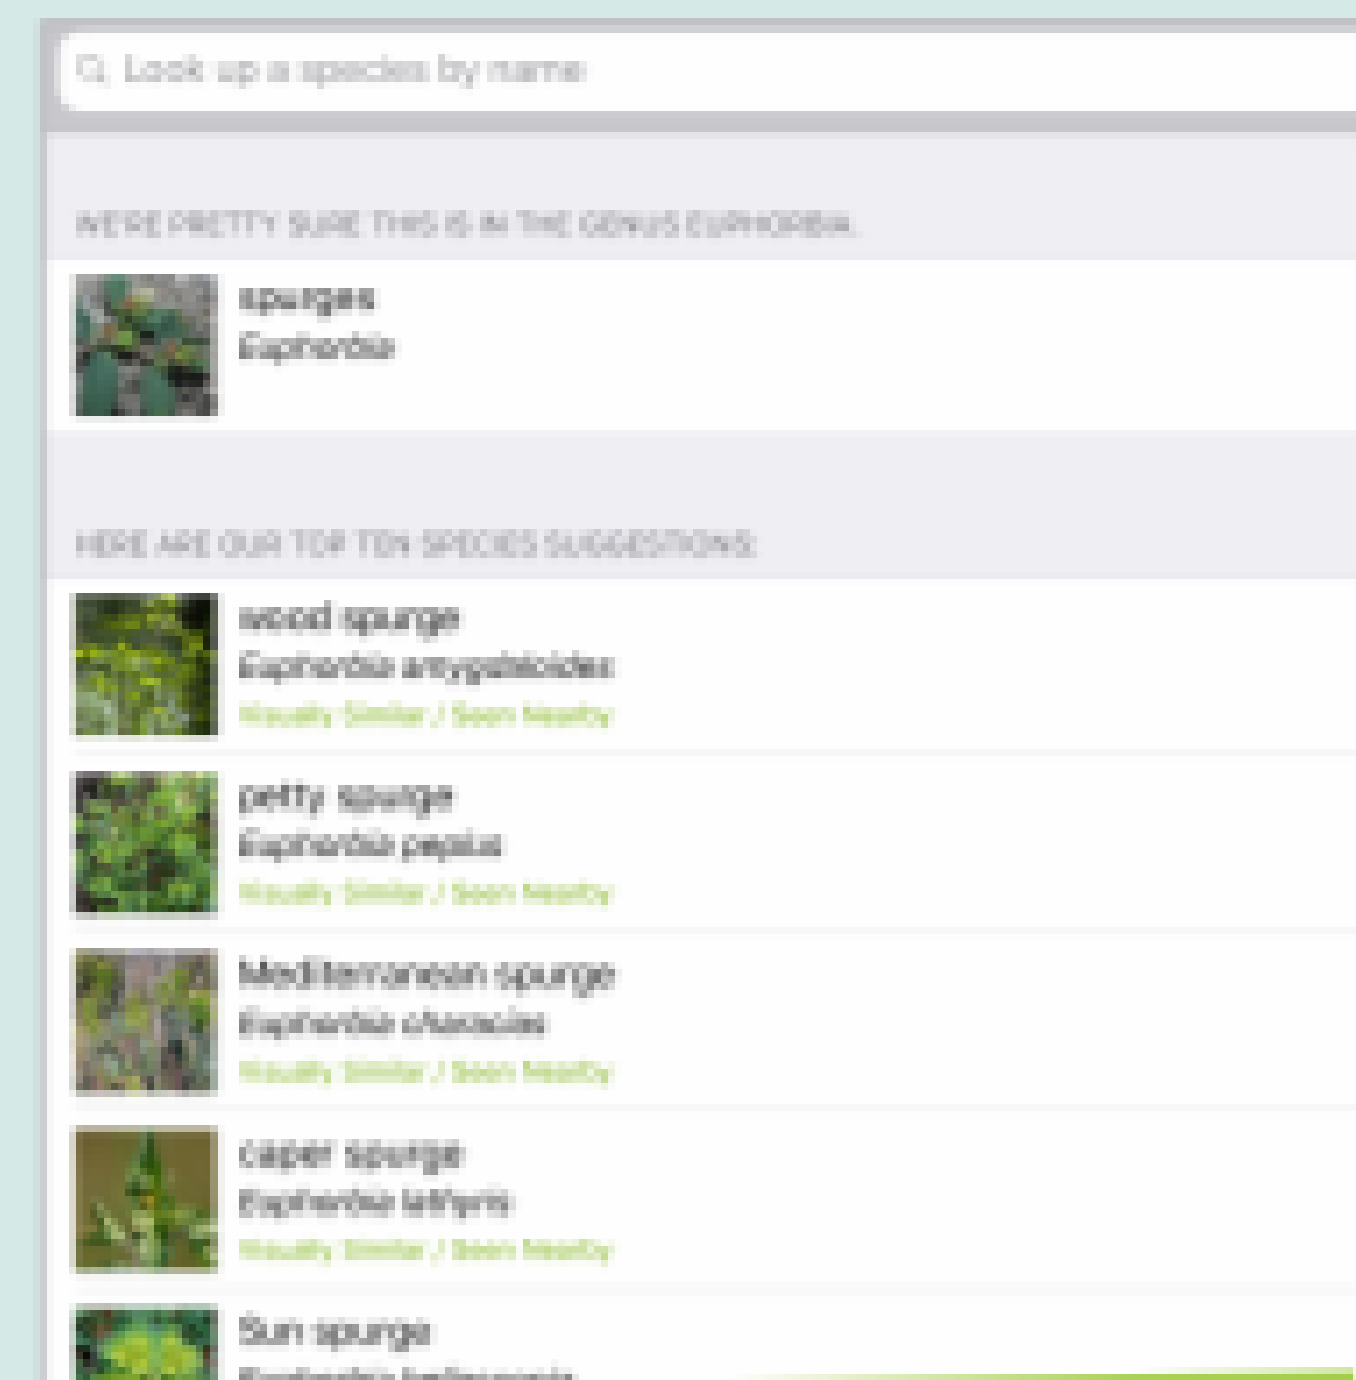 Look up a species by name
WE'RE PRETTY SURE THIS IS IN THE GENUS EUPHORBIA.
spurges
Euphorbia
HERE ARE OUR TOP TEN SPECIES SUGGESTIONS:
wood spurge
Euphorbia amygdaloides
Visually Similar / Seen Nearby
petty spurge
Euphorbia peplus
Visually Similar / Seen Nearby
Mediterranean spurge
Euphorbia characias
Visually Similar / Seen Nearby
caper spurge
Euphorbia lathyris
Visually Similar / Seen Nearby
Sun spurge
Euphorbia helioscopia